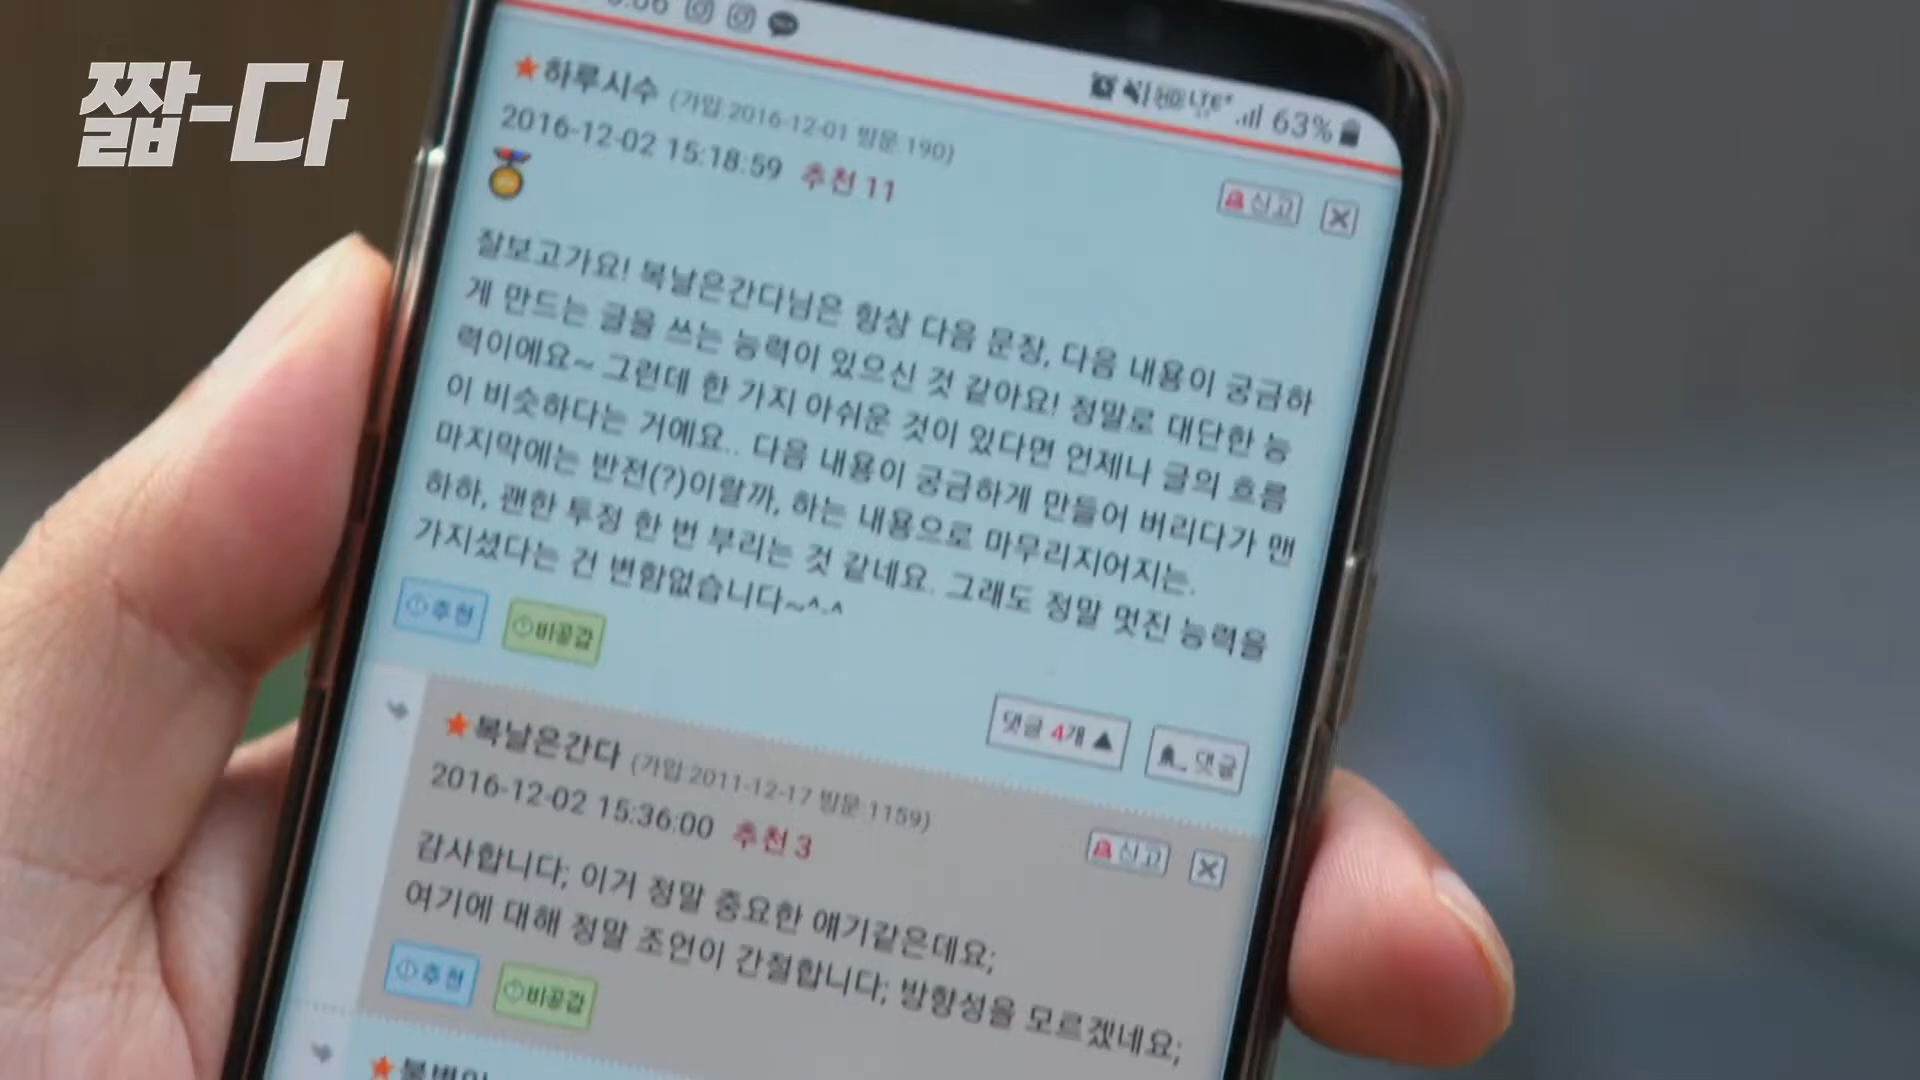 짧-다
63%
★하루시수 (가입:2016-12-01 방문:190)
2016-12-02 15:18:59 추천 11
신고
잘보고가요! 복날은간다님은 항상 다음 문장, 다음 내용이 궁금하
게 만드는 글을 쓰는 능력이 있으신 것 같아요! 정말로 대단한 능
력이에요~ 그런데 한 가지 아쉬운 것이 있다면 언제나 글의 흐름
이 비슷하다는 거예요.. 다음 내용이 궁금하게 만들어 버리다가 맨
마지막에는 반전(?)이랄까, 하는 내용으로 마무리지어지는.
하하, 괜한 투정 한 번 부리는 것 같네요. 그래도 정말 멋진 능력을
가지셨다는 건 변함없습니다~^-^
추천 비공감
댓글 4개 ▲ 댓글
★복날은간다 (가입:2011-12-17 방문:1159)
2016-12-02 15:36:00 추천 3
신고
감사합니다; 이거 정말 중요한 얘기같은데요;
여기에 대해 정말 조언이 간절합니다; 방향성을 모르겠네요;
추천 비공감